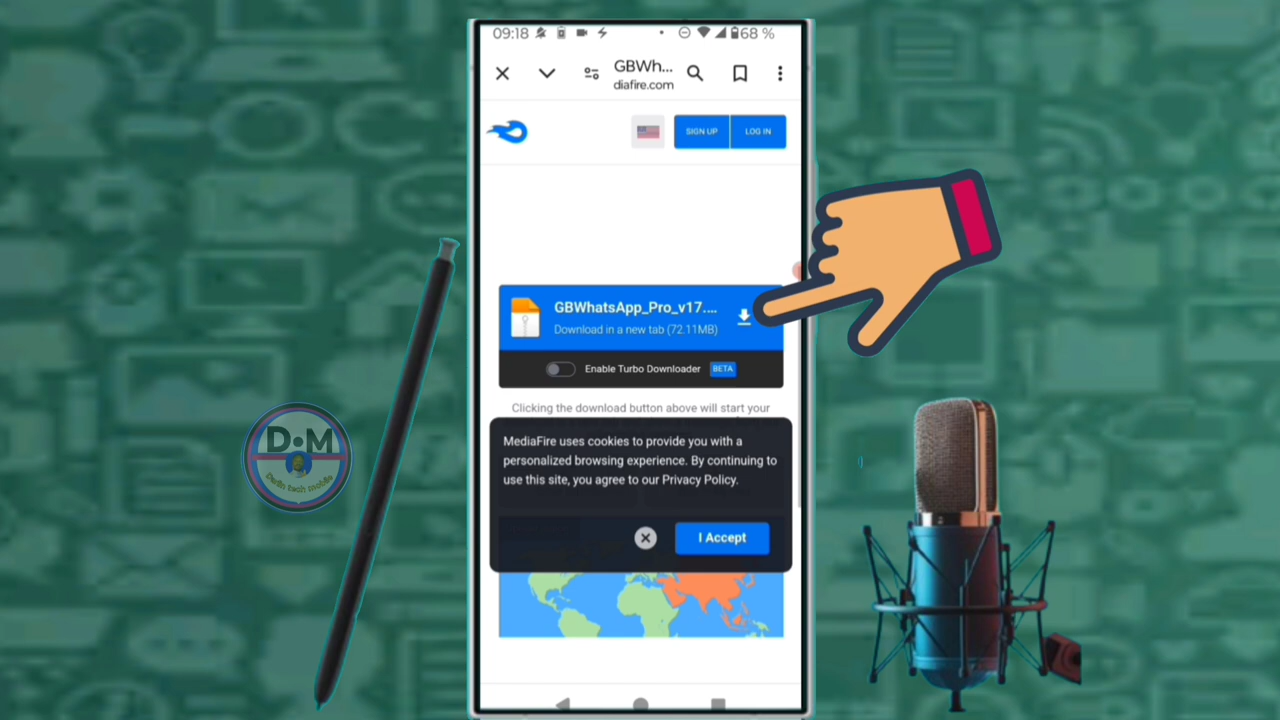 09:18
68 %
GBWh...
diafire.com
SIGN UP
LOG IN
GBWhatsApp_Pro_v17....
Download in a new tab (72.11MB)
Enable Turbo Downloader BETA
Clicking the download button above will start your
MediaFire uses cookies to provide you with a
personalized browsing experience. By continuing to
use this site, you agree to our Privacy Policy.
I Accept
D•M